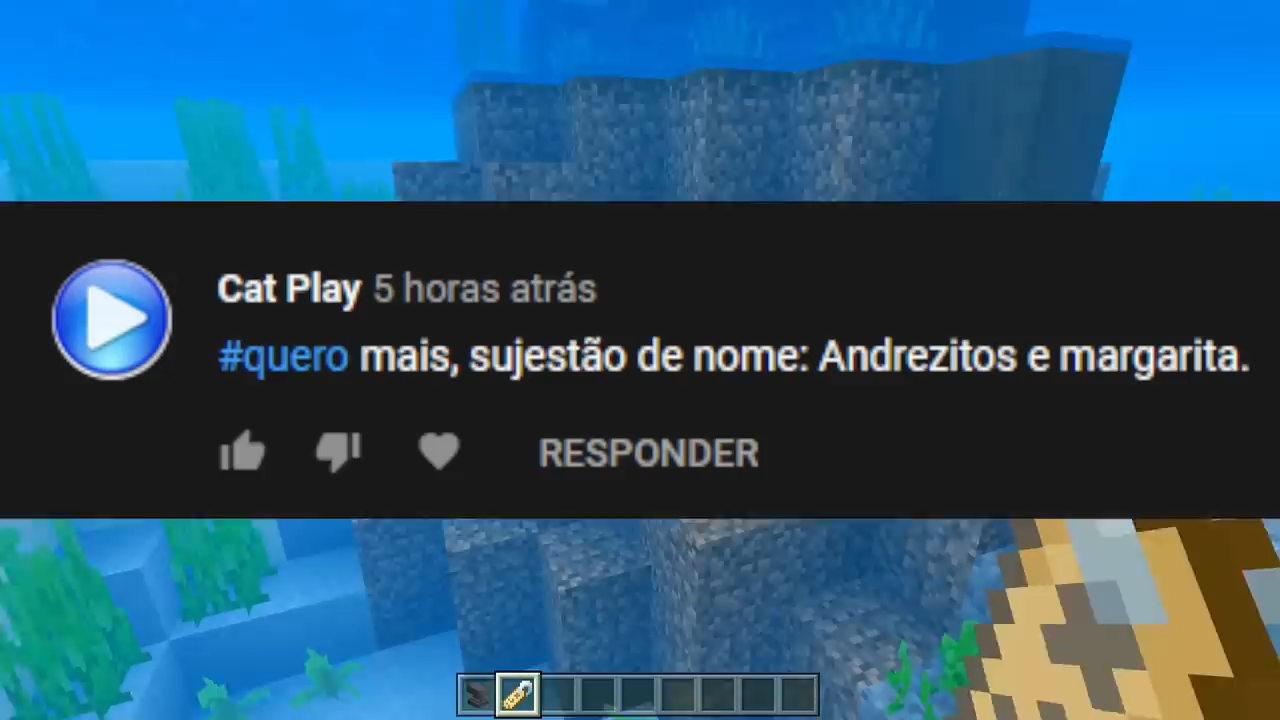 Cat Play 5 horas atrás
#quero mais, sujestão de nome: Andrezitos e margarita.
RESPONDER